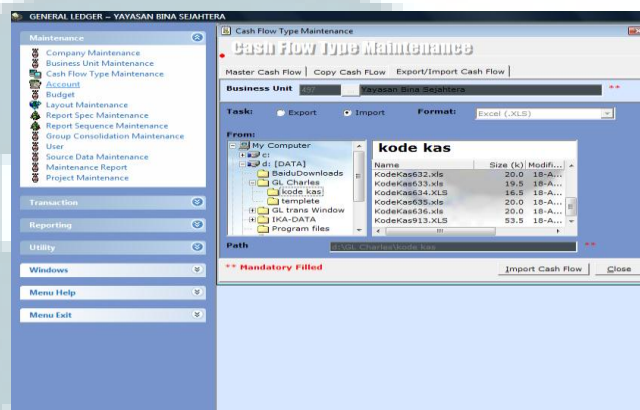 GENERAL LEDGER – YAYASAN BINA SEJAHTERA
Maintenance
Company Maintenance
Business Unit Maintenance
Cash Flow Type Maintenance
Account
Budget
Layout Maintenance
Report Spec Maintenance
Report Sequence Maintenance
Group Consolidation Maintenance
User
Source Data Maintenance
Maintenance Report
Project Maintenance
Transaction
Reporting
Utility
Windows
Menu Help
Menu Exit
Cash Flow Type Maintenance
* Cash Flow Type Maintenance
Master Cash Flow | Copy Cash FLow | Export/Import Cash Flow
Business Unit 497 Yayasan Bina Sejahtera **
Task: Export Import Format: Excel (.XLS)
From:
My Computer
c:
d: [DATA]
BaiduDownloads
GL Charles
kode kas
templete
GL trans Window
IKA-DATA
Program files
kode kas
Name Size (k) Modifi...
KodeKas632.xls 20.0 18-A...
KodeKas633.xls 19.5 18-A...
KodeKas634.XLS 16.5 18-A...
KodeKas635.xls 20.0 18-A...
KodeKas636.xls 20.0 18-A...
KodeKas913.XLS 53.5 18-A...
Path d:\GL Charles\kode kas **
** Mandatory Filled
Import Cash Flow Close